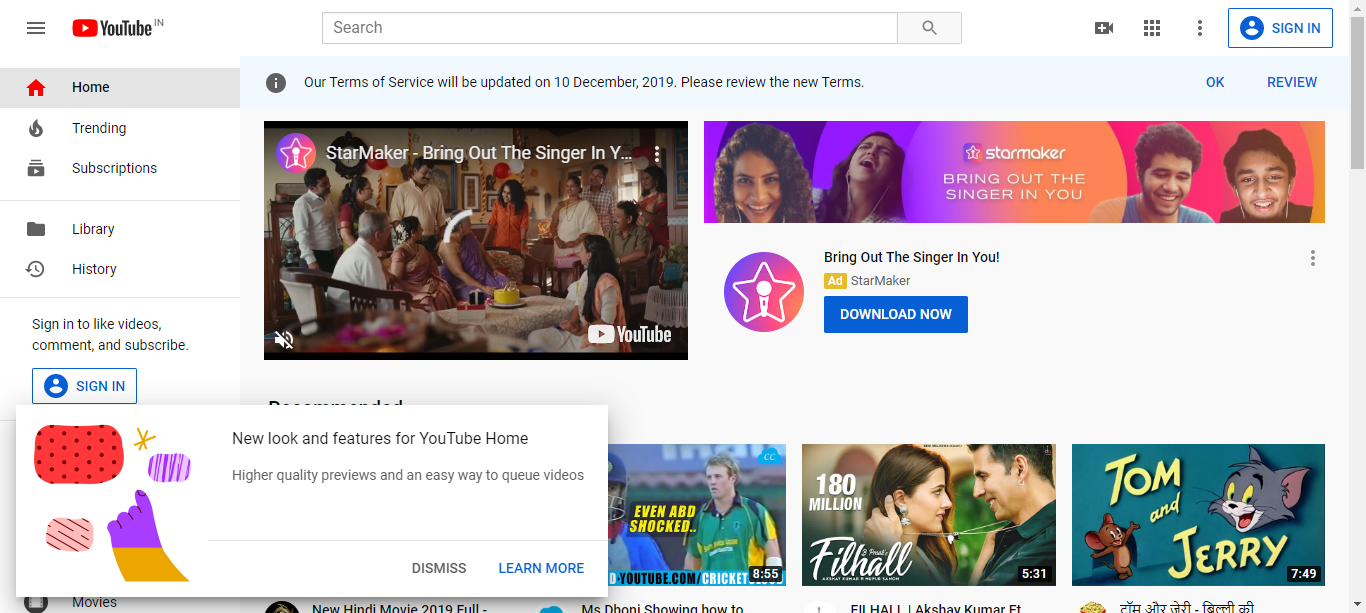 YouTube IN
Search
SIGN IN
Home
Trending
Subscriptions
Library
History
Sign in to like videos,
comment, and subscribe.
SIGN IN
Our Terms of Service will be updated on 10 December, 2019. Please review the new Terms.
OK
REVIEW
StarMaker - Bring Out The Singer In Y...
YouTube
starmaker
BRING OUT THE
SINGER IN YOU
Bring Out The Singer In You!
Ad StarMaker
DOWNLOAD NOW
Recommended
New look and features for YouTube Home
Higher quality previews and an easy way to queue videos
DISMISS
LEARN MORE
CC
EVEN ABD
SHOCKED..
D-YOUTUBE.COM/CRICKET
8:55
180
MILLION
B Praak's
Filhall
AKSHAY KUMAR & NUPUR SANON
5:31
TOM
and
JERRY
7:49
Movies
New Hindi Movie 2019 Full -
Ms Dhoni Showing how to
FILHALL | Akshay Kumar Ft
टॉम और जेरी - बिल्ली की